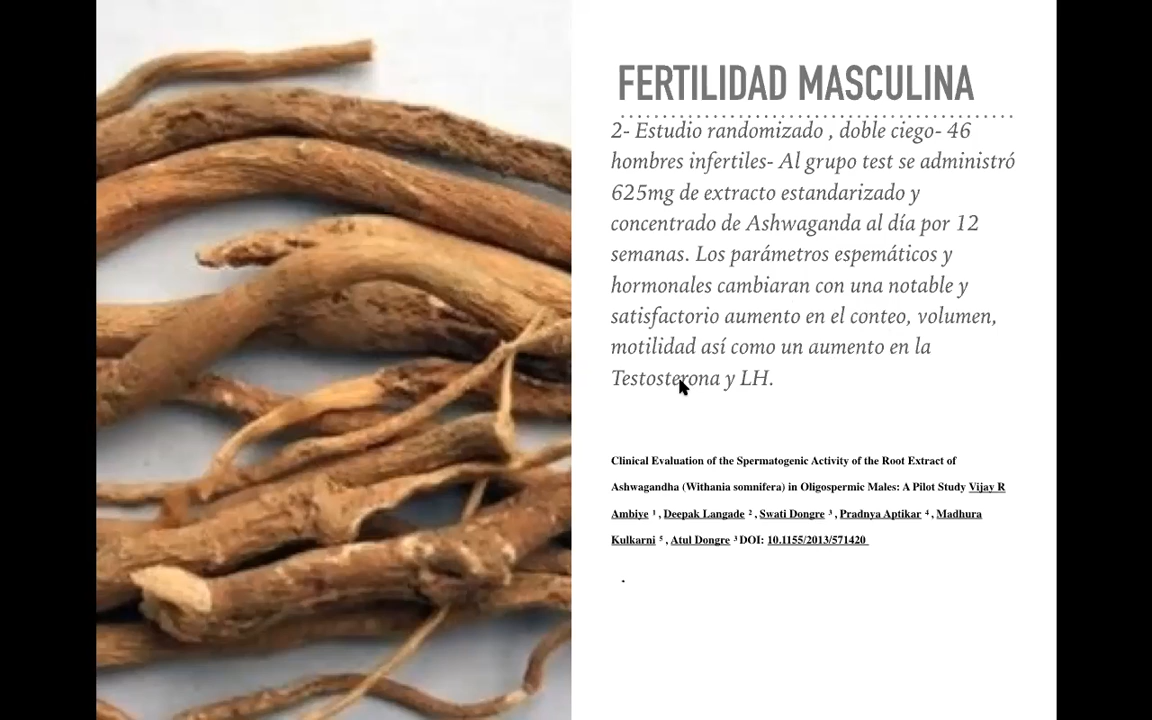 FERTILIDAD MASCULINA
2- Estudio randomizado , doble ciego- 46
hombres infertiles- Al grupo test se administró
625mg de extracto estandarizado y
concentrado de Ashwaganda al día por 12
semanas. Los parámetros espemáticos y
hormonales cambiaran con una notable y
satisfactorio aumento en el conteo, volumen,
motilidad así como un aumento en la
Testosterona y LH.
Clinical Evaluation of the Spermatogenic Activity of the Root Extract of
Ashwagandha (Withania somnifera) in Oligospermic Males: A Pilot Study Vijay R
Ambiye 1 , Deepak Langade 2 , Swati Dongre 3 , Pradnya Aptikar 4 , Madhura
Kulkarni 5 , Atul Dongre 3 DOI: 10.1155/2013/571420
.